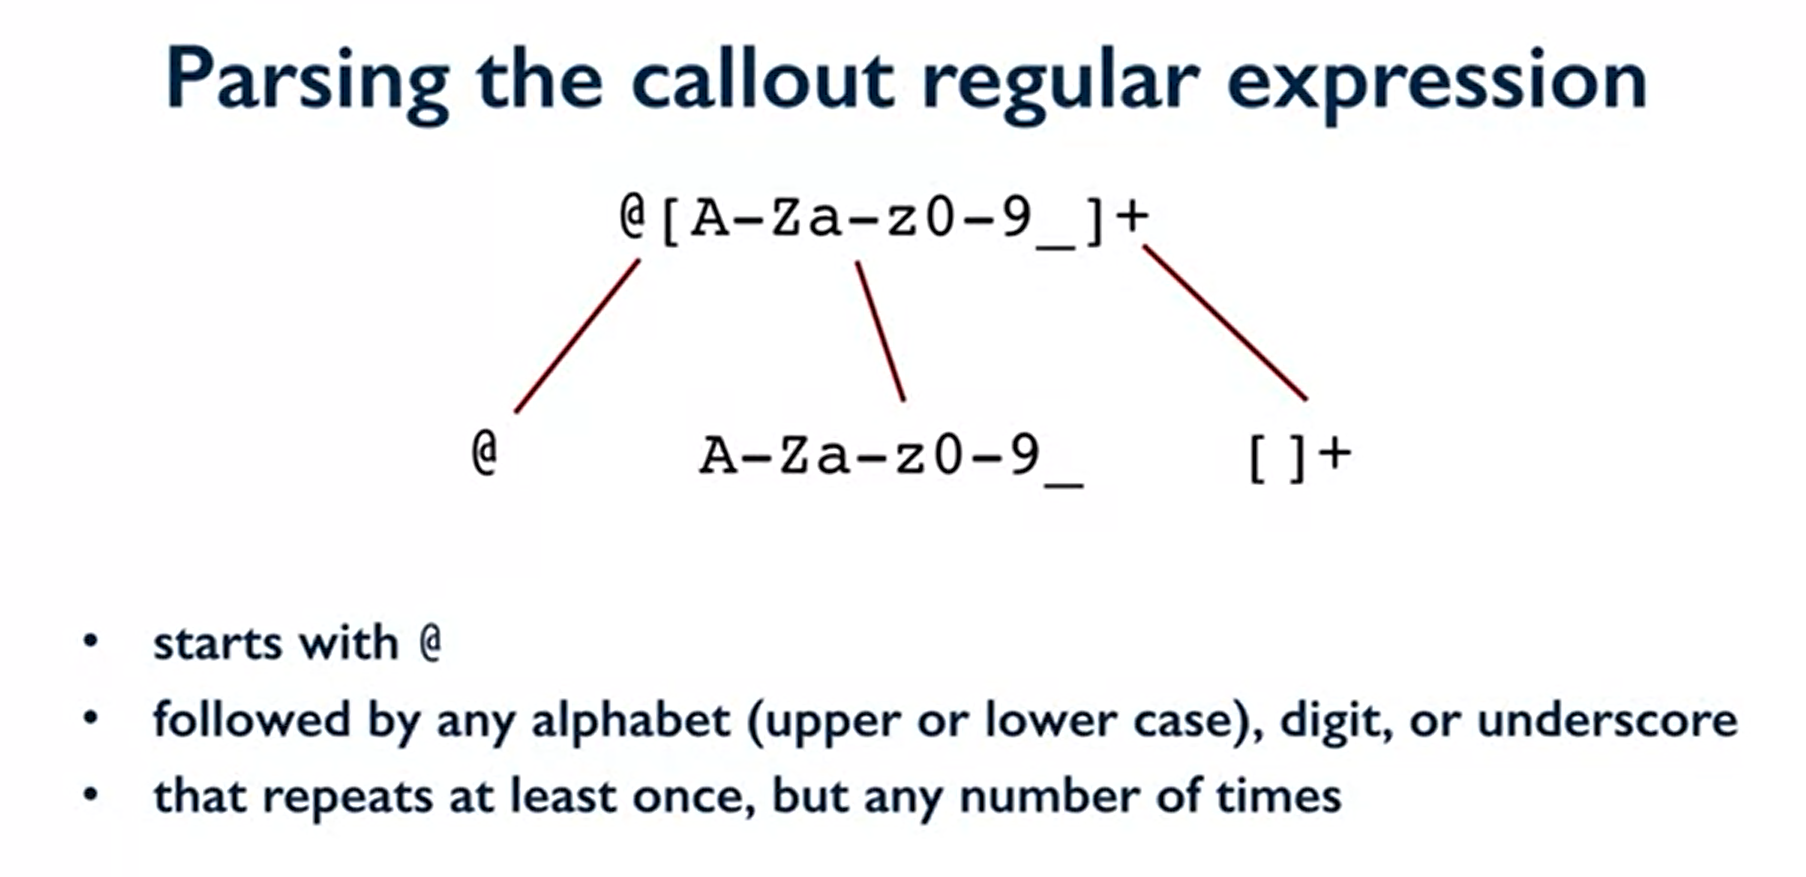 Parsing the callout regular expression
@[A-Za-z0-9_]+
@ A-Za-z0-9_ []+
• starts with @
• followed by any alphabet (upper or lower case), digit, or underscore
• that repeats at least once, but any number of times